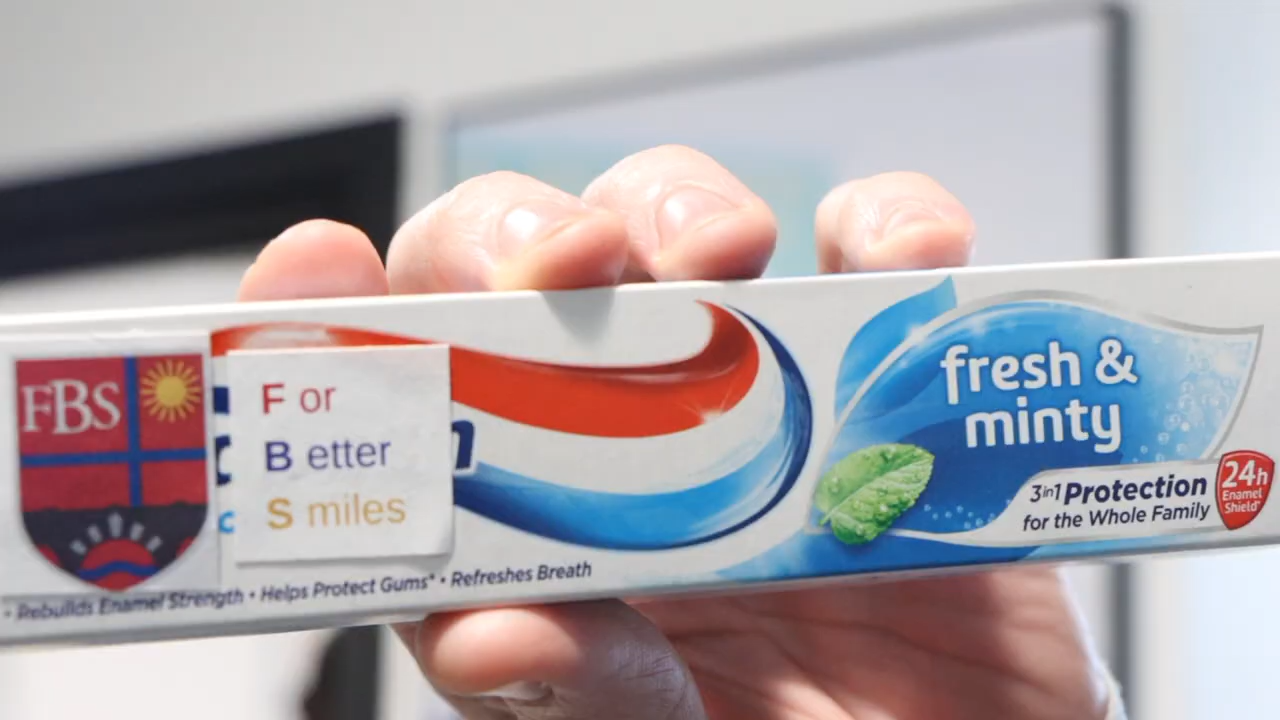 FBS
F or
B etter
S miles
• Rebuilds Enamel Strength • Helps Protect Gums* • Refreshes Breath
fresh &
minty
3in1 Protection
for the Whole Family
24h
Enamel
Shield*